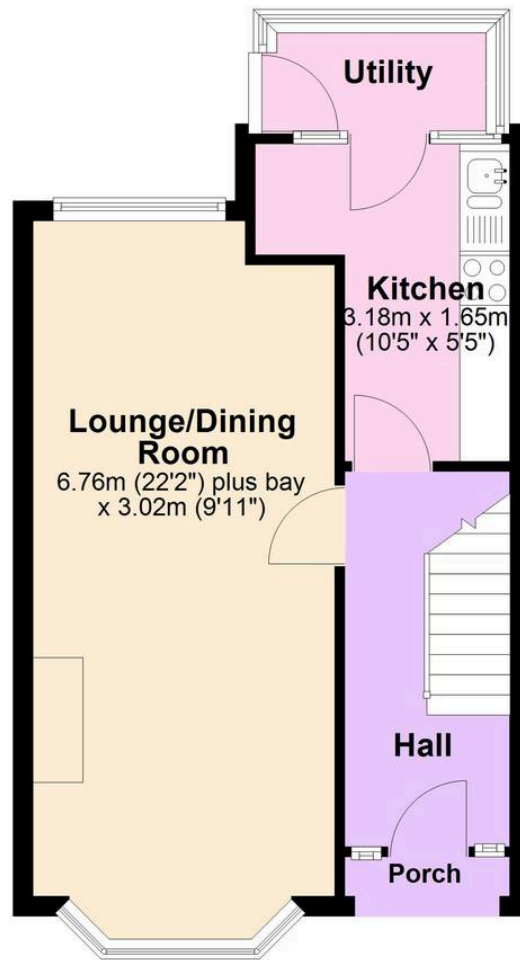 Utility
Kitchen
3.18m x 1.65m
(10'5" x 5'5")
Lounge/Dining
Room
6.76m (22'2") plus bay
x 3.02m (9'11")
Hall
Porch